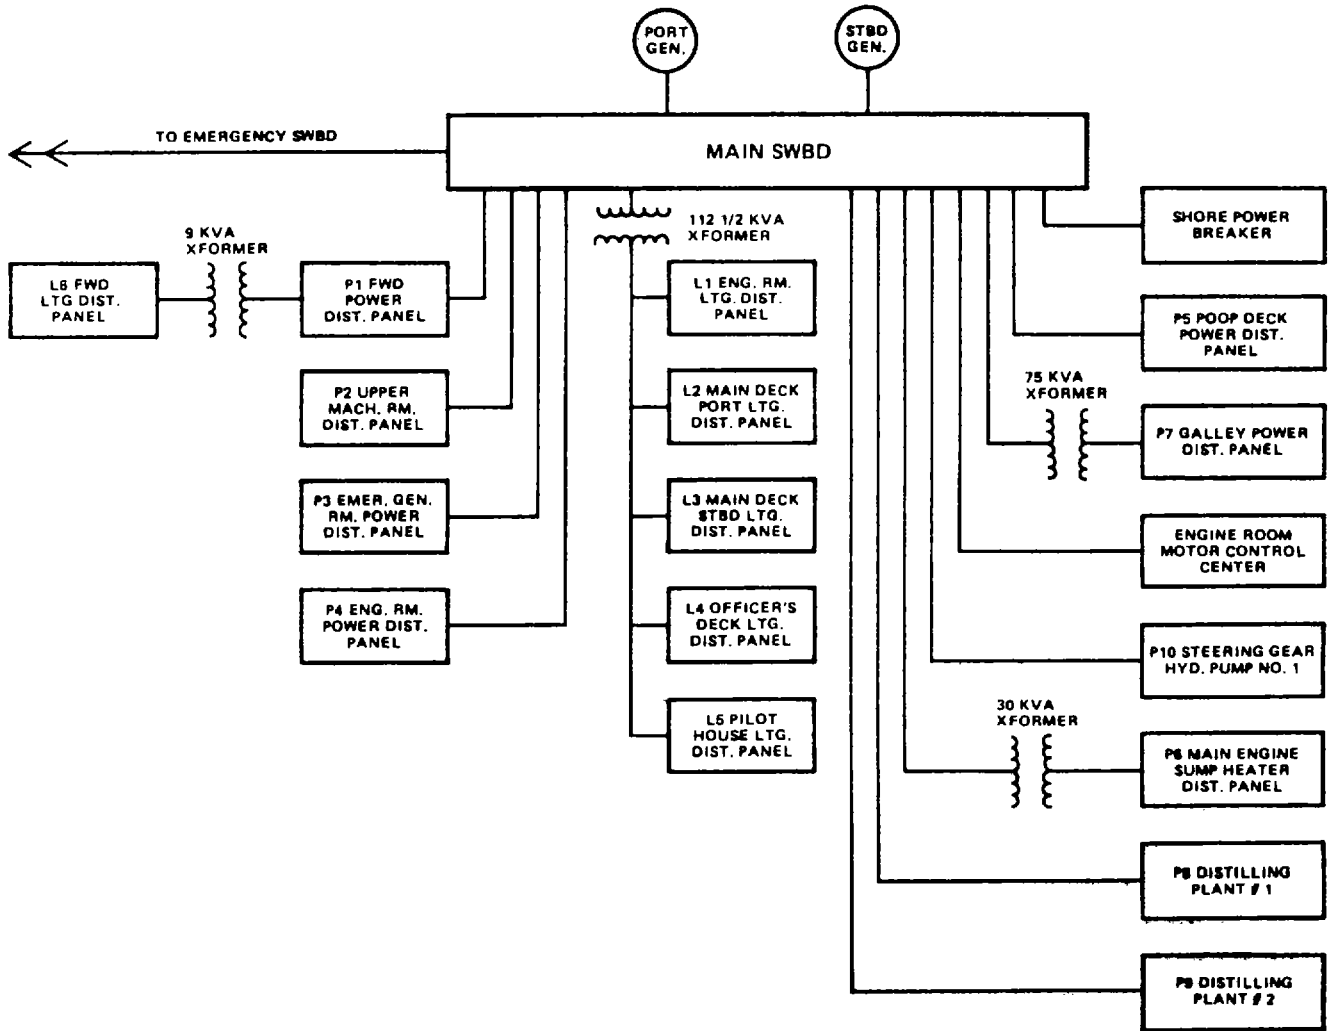 PORT
GEN.
STBD
GEN.
TO EMERGENCY SWBD
MAIN SWBD
9 KVA
XFORMER
L6 FWD
LTG DIST.
PANEL
P1 FWD
POWER
DIST. PANEL
P2 UPPER
MACH. RM.
DIST. PANEL
P3 EMER. GEN.
RM. POWER
DIST. PANEL
P4 ENG. RM.
POWER DIST.
PANEL
112 1/2 KVA
XFORMER
L1 ENG. RM.
LTG. DIST.
PANEL
L2 MAIN DECK
PORT LTG.
DIST. PANEL
L3 MAIN DECK
STBD LTG.
DIST. PANEL
L4 OFFICER'S
DECK LTG.
DIST. PANEL
L5 PILOT
HOUSE LTG.
DIST. PANEL
SHORE POWER
BREAKER
P5 POOP DECK
POWER DIST.
PANEL
75 KVA
XFORMER
P7 GALLEY POWER
DIST. PANEL
ENGINE ROOM
MOTOR CONTROL
CENTER
P10 STEERING GEAR
HYD. PUMP NO. 1
30 KVA
XFORMER
P6 MAIN ENGINE
SUMP HEATER
DIST. PANEL
P8 DISTILLING
PLANT # 1
P9 DISTILLING
PLANT # 2